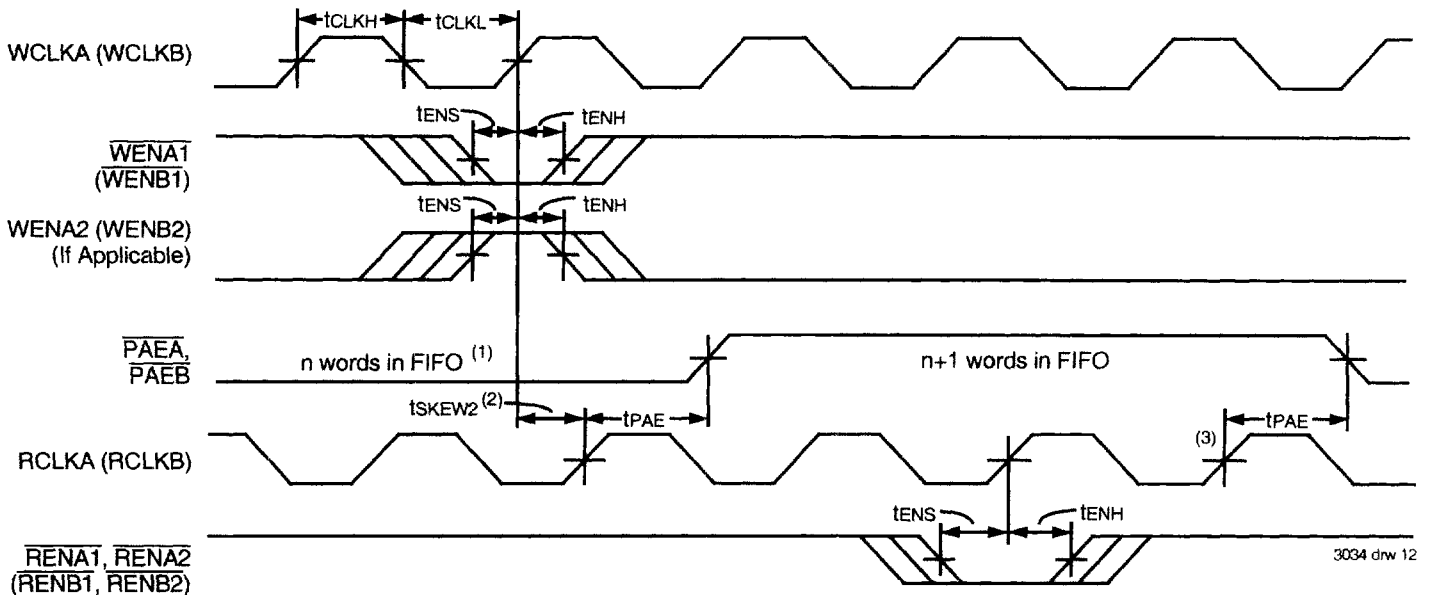 tCLKH tCLKL
WCLKA (WCLKB)
tENS tENH
WENA1
(WENB1)
tENS tENH
WENA2 (WENB2)
(If Applicable)
PAEA,
PAEB
n words in FIFO (1)
n+1 words in FIFO
tSKEW2 (2)
tPAE
tPAE
RCLKA (RCLKB)
(3)
tENS tENH
RENA1, RENA2
(RENB1, RENB2)
3034 drw 12